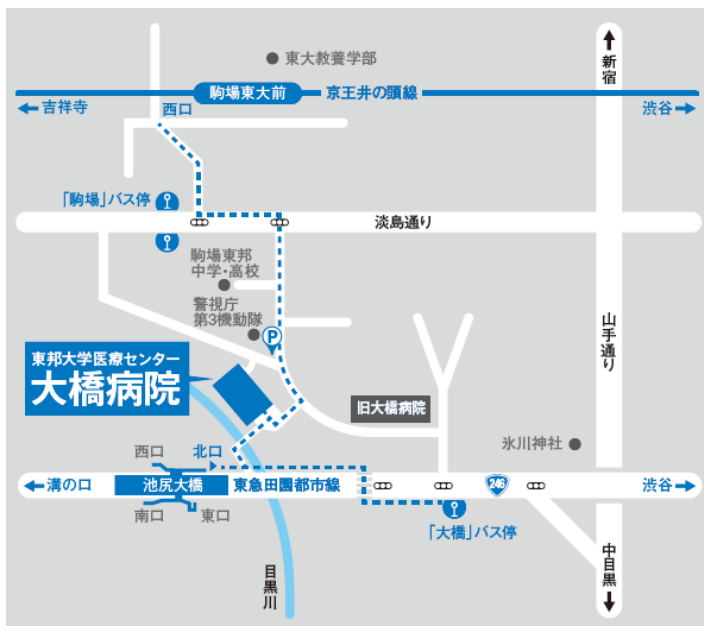 東大教養学部
新宿
駒場東大前
京王井の頭線
吉祥寺
西口
渋谷
「駒場」バス停
淡島通り
駒場東邦
中学・高校
警視庁
第3機動隊
P
山手通り
東邦大学医療センター
大橋病院
旧大橋病院
氷川神社
西口
北口
溝の口
池尻大橋
東急田園都市線
246
渋谷
南口
東口
「大橋」バス停
目黒川
中目黒